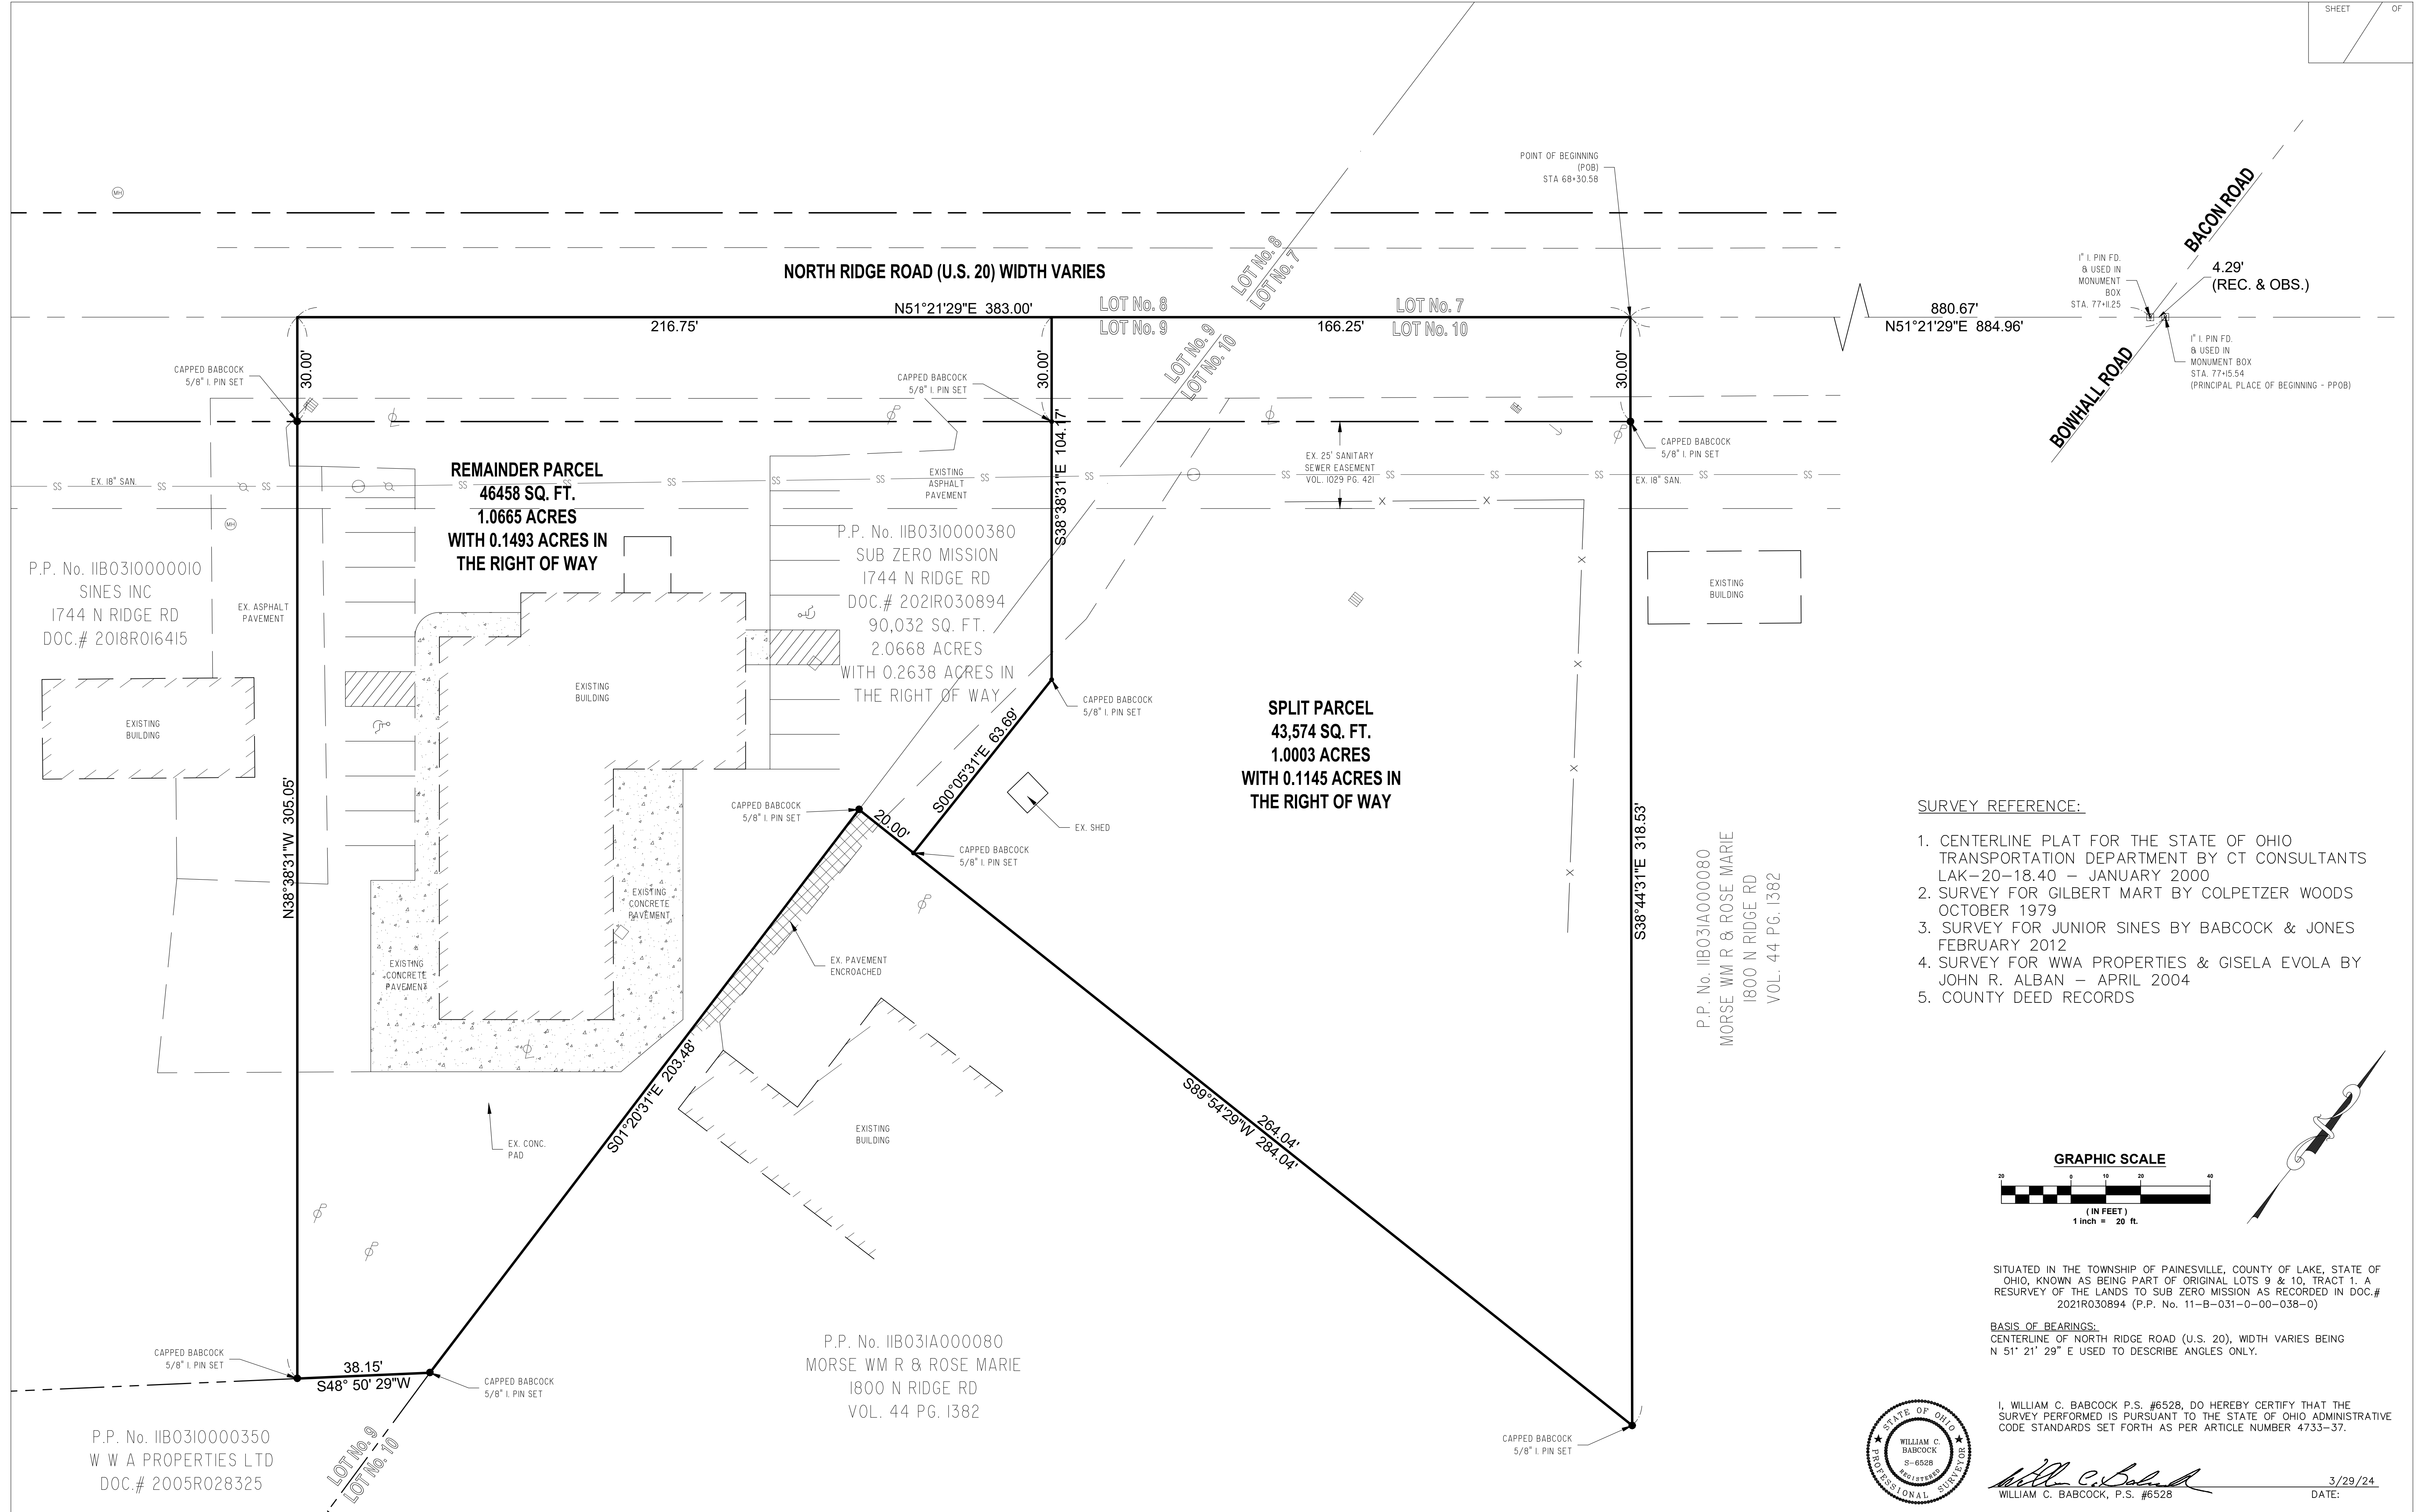 SHEET OF
POINT OF BEGINNING
(POB)
STA 68+30.58
MH
BACON ROAD
NORTH RIDGE ROAD (U.S. 20) WIDTH VARIES
LOT No. 8
LOT No. 7
1" I. PIN FD.
& USED IN
MONUMENT
BOX
STA. 77+11.25
4.29'
(REC. & OBS.)
N51°21'29"E 383.00'
LOT No. 8
LOT No. 7
216.75'
LOT No. 9
166.25'
LOT No. 10
880.67'
N51°21'29"E 884.96'
1" I. PIN FD.
& USED IN
MONUMENT BOX
STA. 77+15.54
(PRINCIPAL PLACE OF BEGINNING - PPOB)
BOWHALL ROAD
LOT No. 9
LOT No. 10
30.00'
30.00'
30.00'
CAPPED BABCOCK
5/8" I. PIN SET
CAPPED BABCOCK
5/8" I. PIN SET
CAPPED BABCOCK
5/8" I. PIN SET
S38°38'31"E 104.17'
REMAINDER PARCEL
46458 SQ. FT.
1.0665 ACRES
WITH 0.1493 ACRES IN
THE RIGHT OF WAY
EX. 18" SAN.
SS SS SS SS SS SS SS SS SS SS SS SS SS SS SS SS
EXISTING
ASPHALT
PAVEMENT
EX. 25' SANITARY
SEWER EASEMENT
VOL. 1029 PG. 421
EX. 18" SAN.
X X
X
X
X
X
MH
P.P. No. 11B0310000010
SINES INC
1744 N RIDGE RD
DOC.# 2018R016415
EX. ASPHALT
PAVEMENT
P.P. No. 11B0310000380
SUB ZERO MISSION
1744 N RIDGE RD
DOC.# 2021R030894
90,032 SQ. FT.
2.0668 ACRES
WITH 0.2638 ACRES IN
THE RIGHT OF WAY
EXISTING
BUILDING
EXISTING
BUILDING
EXISTING
BUILDING
CAPPED BABCOCK
5/8" I. PIN SET
SPLIT PARCEL
43,574 SQ. FT.
1.0003 ACRES
WITH 0.1145 ACRES IN
THE RIGHT OF WAY
S00°05'31"E 63.69'
N38°38'31"W 305.05'
CAPPED BABCOCK
5/8" I. PIN SET
20.00'
EX. SHED
CAPPED BABCOCK
5/8" I. PIN SET
S38°44'31"E 318.53'
P.P. No. 11B031A000080
MORSE WM R & ROSE MARIE
1800 N RIDGE RD
VOL. 44 PG. 1382
EXISTING
CONCRETE
PAVEMENT
EXISTING
CONCRETE
PAVEMENT
EX. PAVEMENT
ENCROACHED
S01°20'31"E 203.48'
264.04'
S89°54'29"W 284.04'
EXISTING
BUILDING
EX. CONC.
PAD
CAPPED BABCOCK
5/8" I. PIN SET
38.15'
S48° 50' 29"W
CAPPED BABCOCK
5/8" I. PIN SET
P.P. No. 11B031A000080
MORSE WM R & ROSE MARIE
1800 N RIDGE RD
VOL. 44 PG. 1382
CAPPED BABCOCK
5/8" I. PIN SET
P.P. No. 11B0310000350
W W A PROPERTIES LTD
DOC.# 2005R028325
LOT No. 9
LOT No. 10
SURVEY REFERENCE:
1. CENTERLINE PLAT FOR THE STATE OF OHIO
TRANSPORTATION DEPARTMENT BY CT CONSULTANTS
LAK-20-18.40 - JANUARY 2000
2. SURVEY FOR GILBERT MART BY COLPETZER WOODS
OCTOBER 1979
3. SURVEY FOR JUNIOR SINES BY BABCOCK & JONES
FEBRUARY 2012
4. SURVEY FOR WWA PROPERTIES & GISELA EVOLA BY
JOHN R. ALBAN - APRIL 2004
5. COUNTY DEED RECORDS
GRAPHIC SCALE
20 0 10 20 40
( IN FEET )
1 inch = 20 ft.
SITUATED IN THE TOWNSHIP OF PAINESVILLE, COUNTY OF LAKE, STATE OF
OHIO, KNOWN AS BEING PART OF ORIGINAL LOTS 9 & 10, TRACT 1. A
RESURVEY OF THE LANDS TO SUB ZERO MISSION AS RECORDED IN DOC.#
2021R030894 (P.P. No. 11-B-031-0-00-038-0)
BASIS OF BEARINGS:
CENTERLINE OF NORTH RIDGE ROAD (U.S. 20), WIDTH VARIES BEING
N 51° 21' 29" E USED TO DESCRIBE ANGLES ONLY.
I, WILLIAM C. BABCOCK P.S. #6528, DO HEREBY CERTIFY THAT THE
SURVEY PERFORMED IS PURSUANT TO THE STATE OF OHIO ADMINISTRATIVE
CODE STANDARDS SET FORTH AS PER ARTICLE NUMBER 4733-37.
STATE OF OHIO
WILLIAM C.
BABCOCK
S-6528
REGISTERED
PROFESSIONAL SURVEYOR
William C. Babcock
3/29/24
WILLIAM C. BABCOCK, P.S. #6528 DATE: